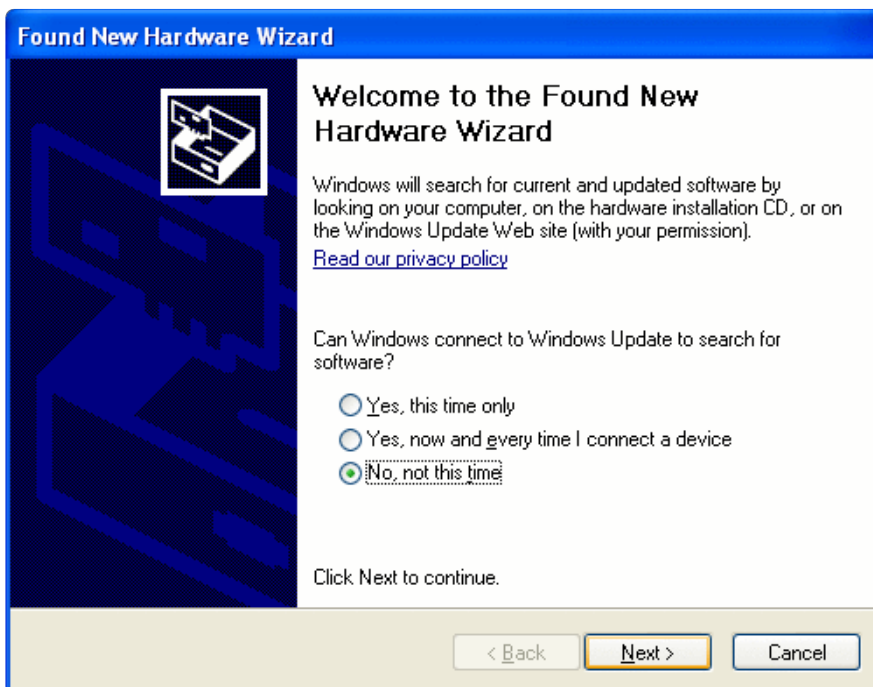 Found New Hardware Wizard
Welcome to the Found New
Hardware Wizard
Windows will search for current and updated software by
looking on your computer, on the hardware installation CD, or on
the Windows Update Web site (with your permission).
Read our privacy policy
Can Windows connect to Windows Update to search for
software?
Yes, this time only
Yes, now and every time I connect a device
No, not this time
Click Next to continue.
< Back Next > Cancel